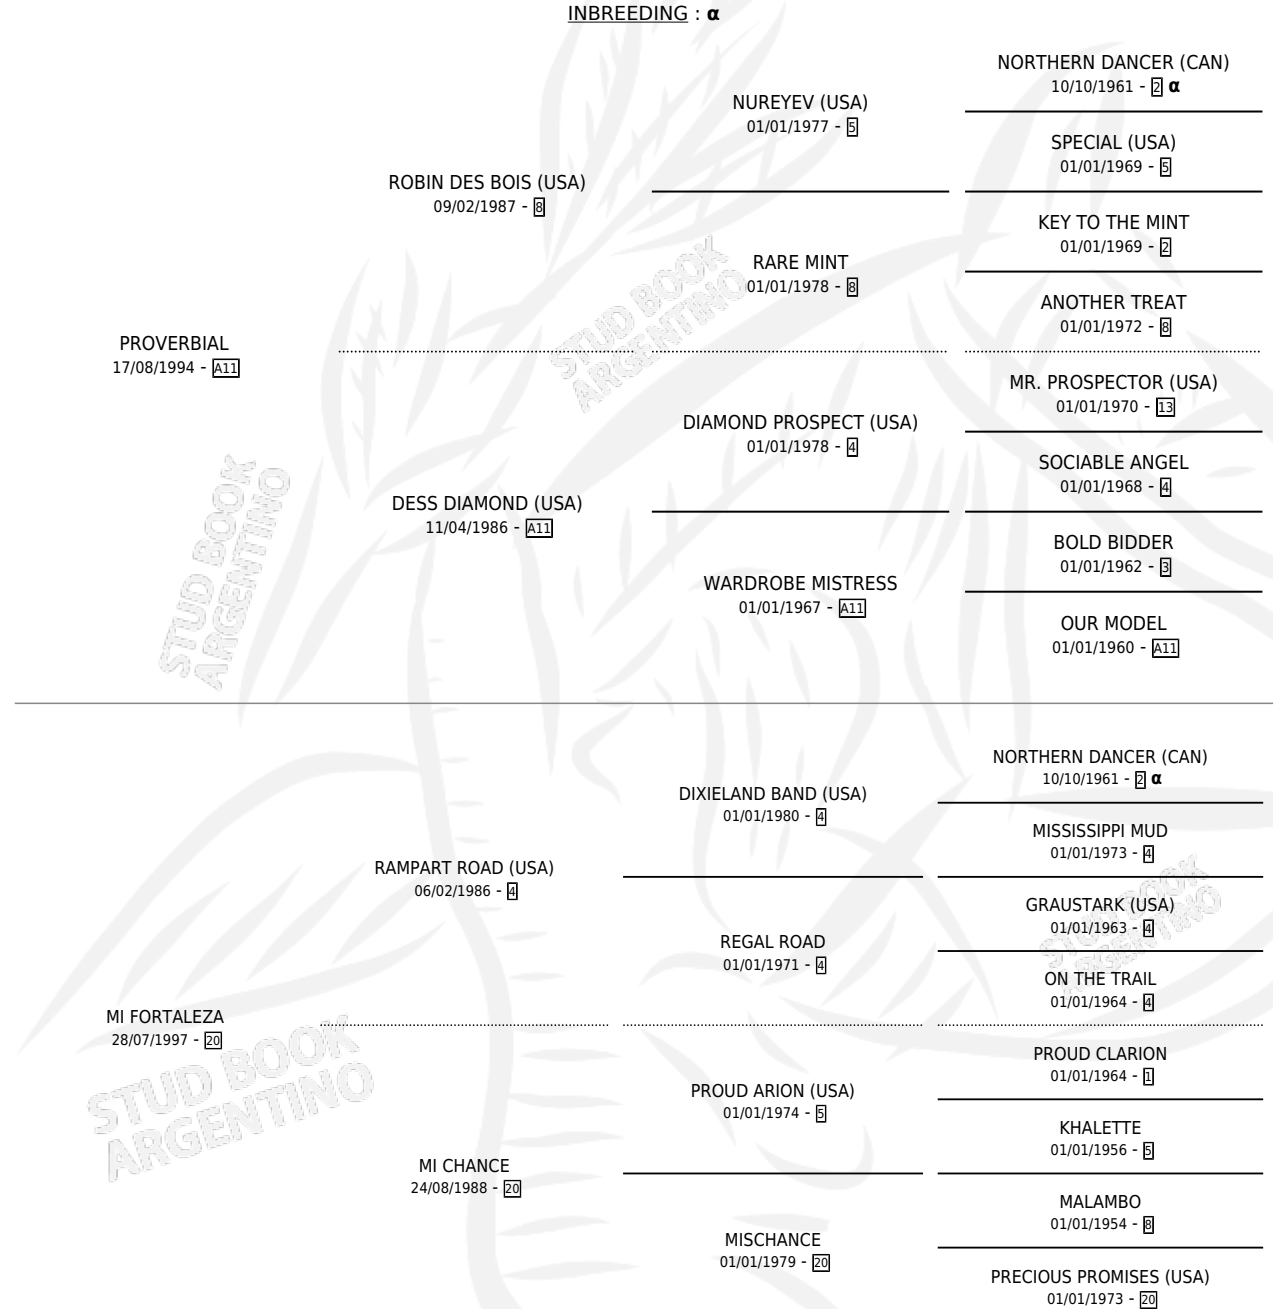 INBREEDING : α
NORTHERN DANCER (CAN)
10/10/1961 - 2 α
NUREYEV (USA)
01/01/1977 - 5
SPECIAL (USA)
01/01/1969 - 5
ROBIN DES BOIS (USA)
09/02/1987 - 8
KEY TO THE MINT
01/01/1969 - 2
RARE MINT
01/01/1978 - 8
ANOTHER TREAT
01/01/1972 - 8
PROVERBIAL
17/08/1994 - A11
MR. PROSPECTOR (USA)
01/01/1970 - 13
DIAMOND PROSPECT (USA)
01/01/1978 - 4
SOCIABLE ANGEL
01/01/1968 - 4
DESS DIAMOND (USA)
11/04/1986 - A11
BOLD BIDDER
01/01/1962 - 3
WARDROBE MISTRESS
01/01/1967 - A11
OUR MODEL
01/01/1960 - A11
NORTHERN DANCER (CAN)
10/10/1961 - 2 α
DIXIELAND BAND (USA)
01/01/1980 - 4
MISSISSIPPI MUD
01/01/1973 - 4
RAMPART ROAD (USA)
06/02/1986 - 4
GRAUSTARK (USA)
01/01/1963 - 4
REGAL ROAD
01/01/1971 - 4
ON THE TRAIL
01/01/1964 - 4
MI FORTALEZA
28/07/1997 - 20
PROUD CLARION
01/01/1964 - 1
PROUD ARION (USA)
01/01/1974 - 5
KHALETTE
01/01/1956 - 5
MI CHANCE
24/08/1988 - 20
MALAMBO
01/01/1954 - 8
MISCHANCE
01/01/1979 - 20
PRECIOUS PROMISES (USA)
01/01/1973 - 20
STUD BOOK
ARGENTINO
STUD BOOK
ARGENTINO
STUD BOOK
ARGENTINO
STUD BOOK
ARGENTINO